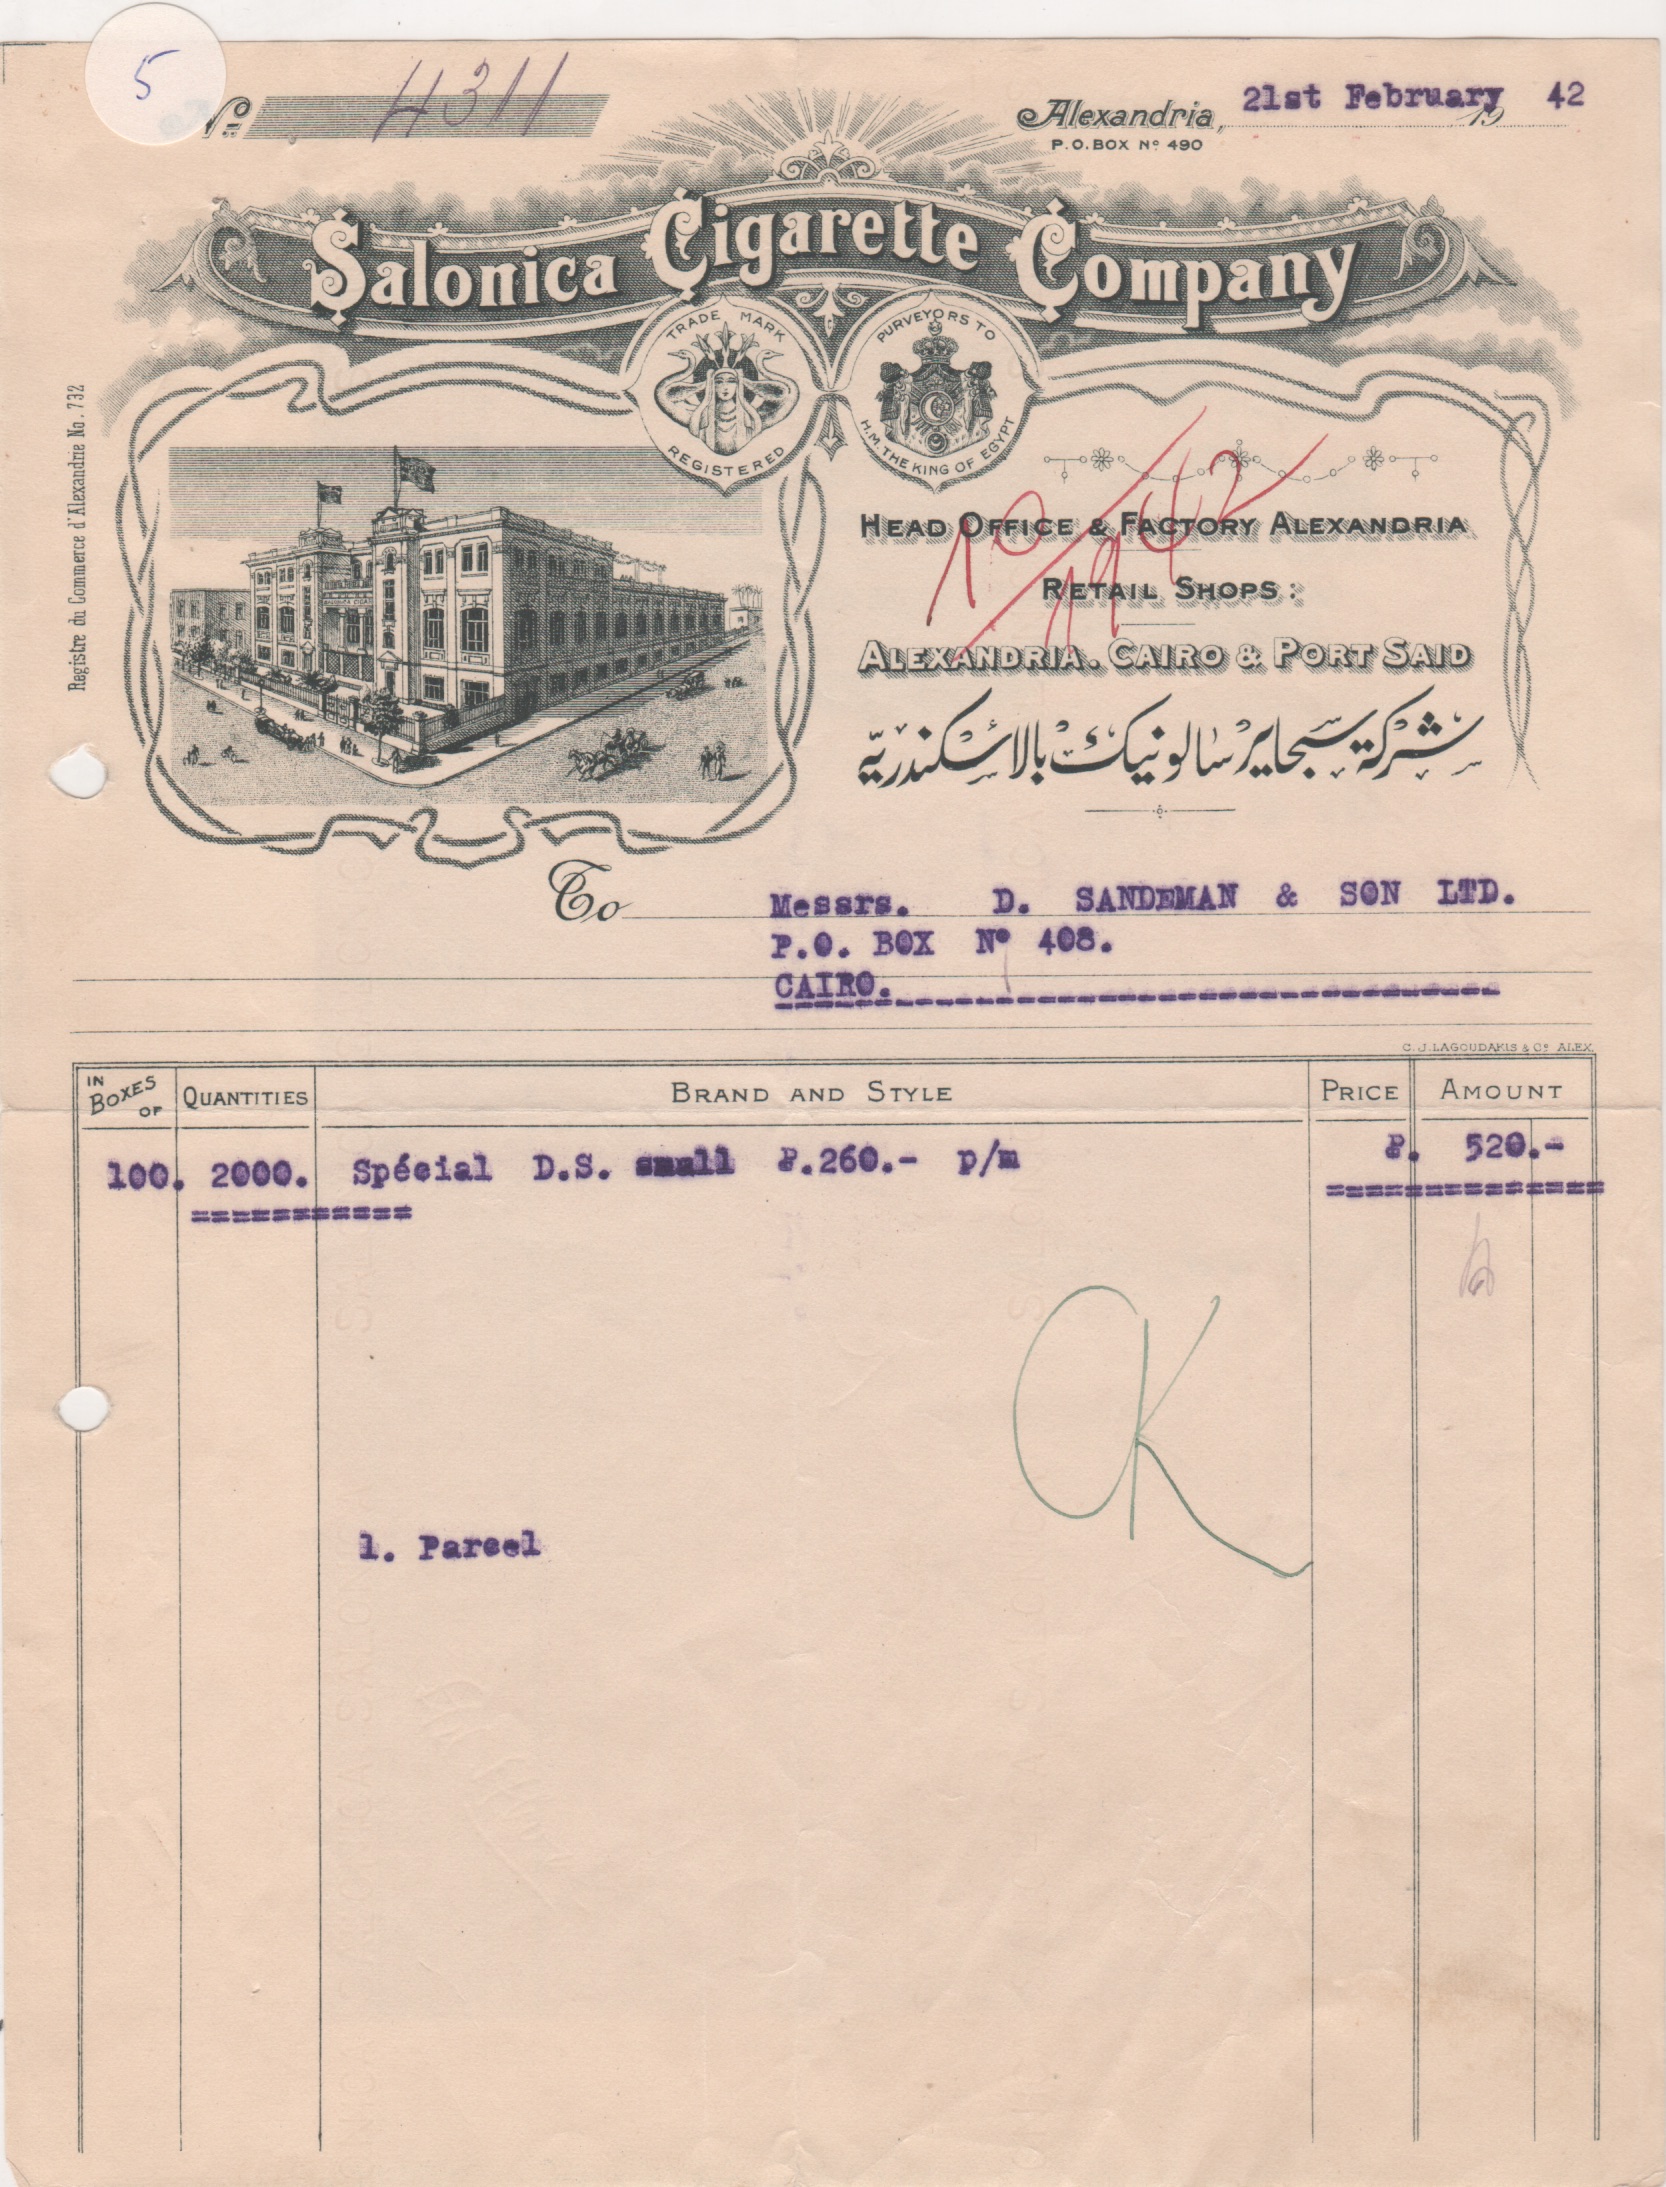 5
№ 4311
Alexandria, 21st February 1942
P.O.BOX Nº 490
Salonica Cigarette Company
TRADE MARK
REGISTERED
PURVEYORS TO
H.M. THE KING OF EGYPT
Registre du Commerce d'Alexandrie No. 732
HEAD OFFICE & FACTORY ALEXANDRIA
RETAIL SHOPS:
ALEXANDRIA. CAIRO & PORT SAID
شركة سجاير سالونيك بالاسكندرية
To Messrs. D. SANDEMAN & SON LTD.
P.O. BOX Nº 408.
CAIRO.
C.J.LAGOUDAKIS & Cº ALEX.
IN BOXES OF QUANTITIES BRAND AND STYLE PRICE AMOUNT
100. 2000. Spécial D.S. small P.260.- p/m P. 520.-
CK
1. Parcel